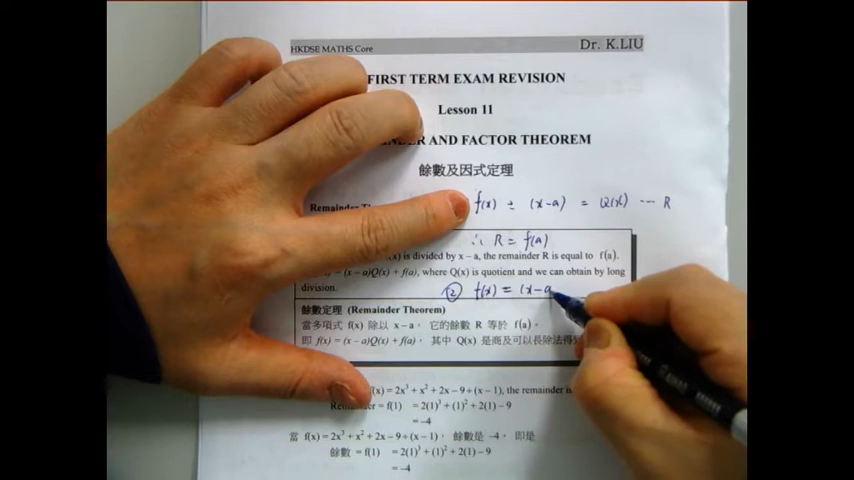 HKDSE MATHS Core Dr. K.LIU
FIRST TERM EXAM REVISION
Lesson 11
AND FACTOR THEOREM
餘數及因式定理
Remainder f(x) ÷ (x-a) = Q(x) ... R
∴ R = f(a)
is divided by x – a, the remainder R is equal to f(a).
= (x – a)Q(x) + f(a), where Q(x) is quotient and we can obtain by long
division. ② f(x) = (x-a
餘數定理 (Remainder Theorem)
當多項式 f(x) 除以 x – a, 它的餘數 R 等於 f(a)。
即 f(x) = (x – a)Q(x) + f(a), 其中 Q(x) 是商及可以長除法得
(x) = 2x³ + x² + 2x – 9 ÷ (x – 1), the remainder is
= f(1) = 2(1)³ + (1)² + 2(1) – 9
= –4
當 f(x) = 2x³ + x² + 2x – 9 ÷ (x – 1), 餘數是 –4, 即是
餘數 = f(1) = 2(1)³ + (1)² + 2(1) – 9
= –4